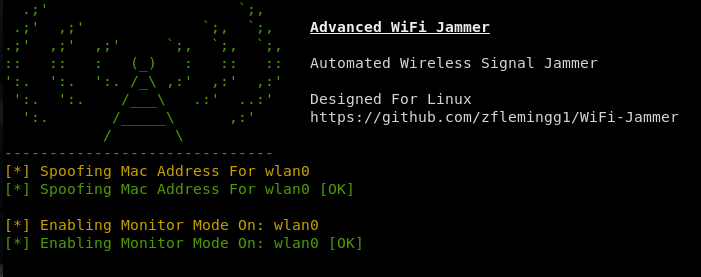 Advanced WiFi Jammer
Automated Wireless Signal Jammer
Designed For Linux
https://github.com/zflemingg1/WiFi-Jammer
[*] Spoofing Mac Address For wlan0
[*] Spoofing Mac Address For wlan0 [OK]
[*] Enabling Monitor Mode On: wlan0
[*] Enabling Monitor Mode On: wlan0 [OK]